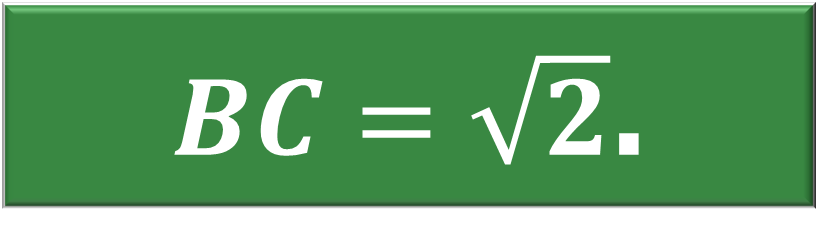 BC = √2.